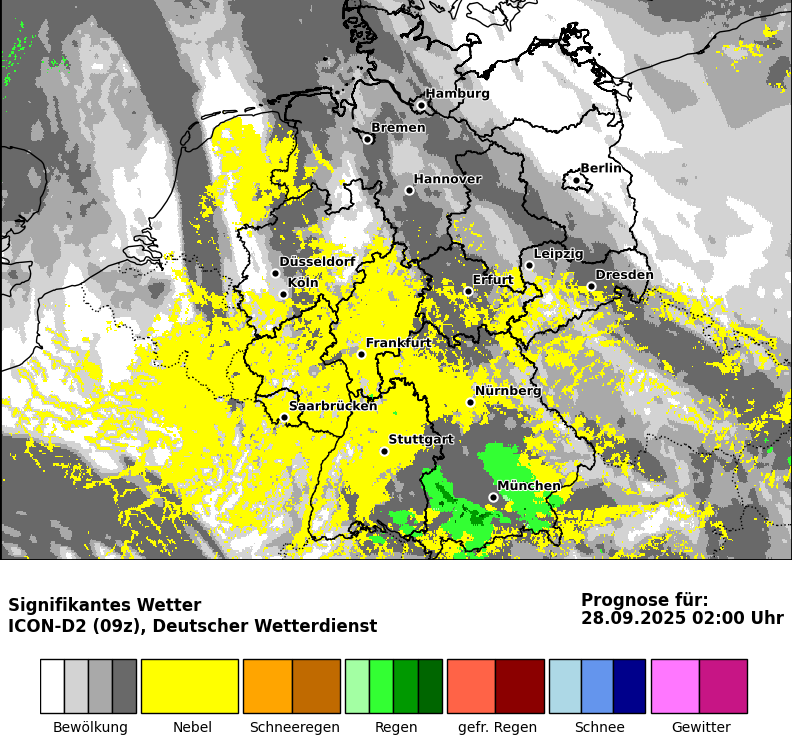 Hamburg
Bremen
Berlin
Hannover
Leipzig
Düsseldorf
Dresden
Köln
Erfurt
Frankfurt
Nürnberg
Saarbrücken
Stuttgart
München
Signifikantes Wetter
ICON-D2 (09z), Deutscher Wetterdienst
Prognose für:
28.09.2025 02:00 Uhr
Bewölkung
Nebel
Schneeregen
Regen
gefr. Regen
Schnee
Gewitter